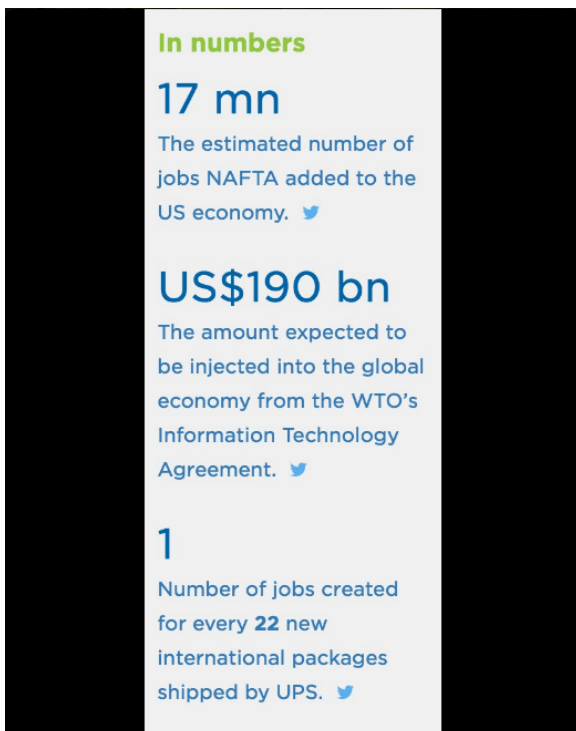 In numbers
17 mn
The estimated number of
jobs NAFTA added to the
US economy.
US$190 bn
The amount expected to
be injected into the global
economy from the WTO’s
Information Technology
Agreement.
1
Number of jobs created
for every 22 new
international packages
shipped by UPS.